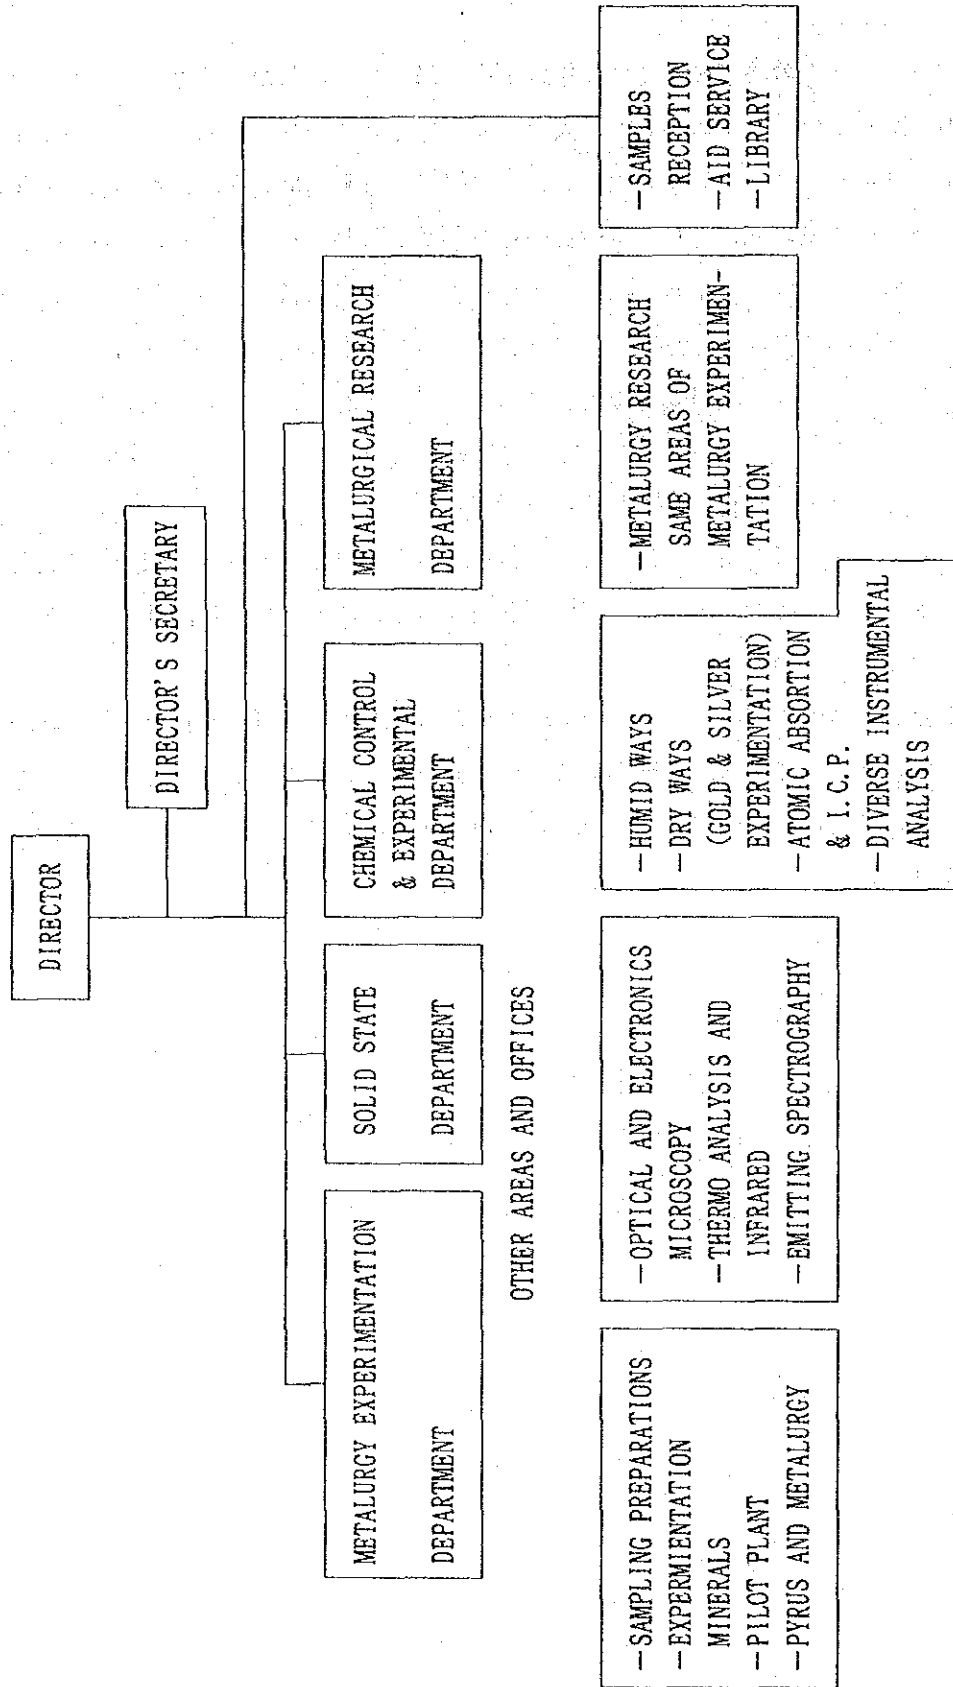 DIRECTOR
DIRECTOR'S SECRETARY
METALURGY EXPERIMENTATION
DEPARTMENT
SOLID STATE
DEPARTMENT
CHEMICAL CONTROL
& EXPERIMENTAL
DEPARTMENT
METALURGICAL RESEARCH
DEPARTMENT
OTHER AREAS AND OFFICES
—SAMPLING PREPARATIONS
—EXPERMIENTATION
MINERALS
—PILOT PLANT
—PYRUS AND METALURGY
—OPTICAL AND ELECTRONICS
MICROSCOPY
—THERMO ANALYSIS AND
INFRARED
—EMITTING SPECTROGRAPHY
—HUMID WAYS
—DRY WAYS
(GOLD & SILVER
EXPERIMENTATION)
—ATOMIC ABSORTION
& I.C.P.
—DIVERSE INSTRUMENTAL
ANALYSIS
—METALURGY RESEARCH
SAME AREAS OF
METALURGY EXPERIMEN-
TATION
—SAMPLES
RECEPTION
—AID SERVICE
—LIBRARY